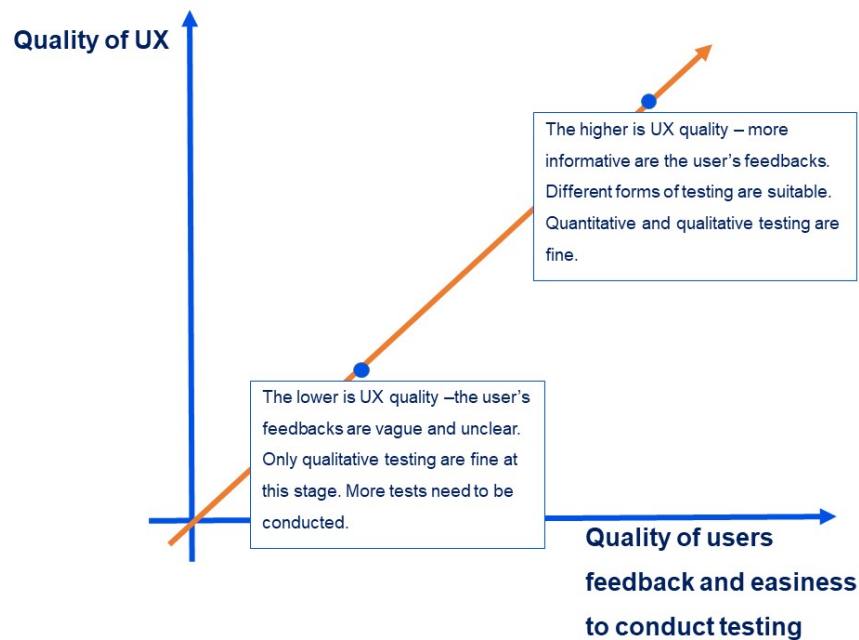 Quality of UX
The higher is UX quality – more
informative are the user's feedbacks.
Different forms of testing are suitable.
Quantitative and qualitative testing are
fine.
The lower is UX quality –the user's
feedbacks are vague and unclear.
Only qualitative testing are fine at
this stage. More tests need to be
conducted.
Quality of users
feedback and easiness
to conduct testing